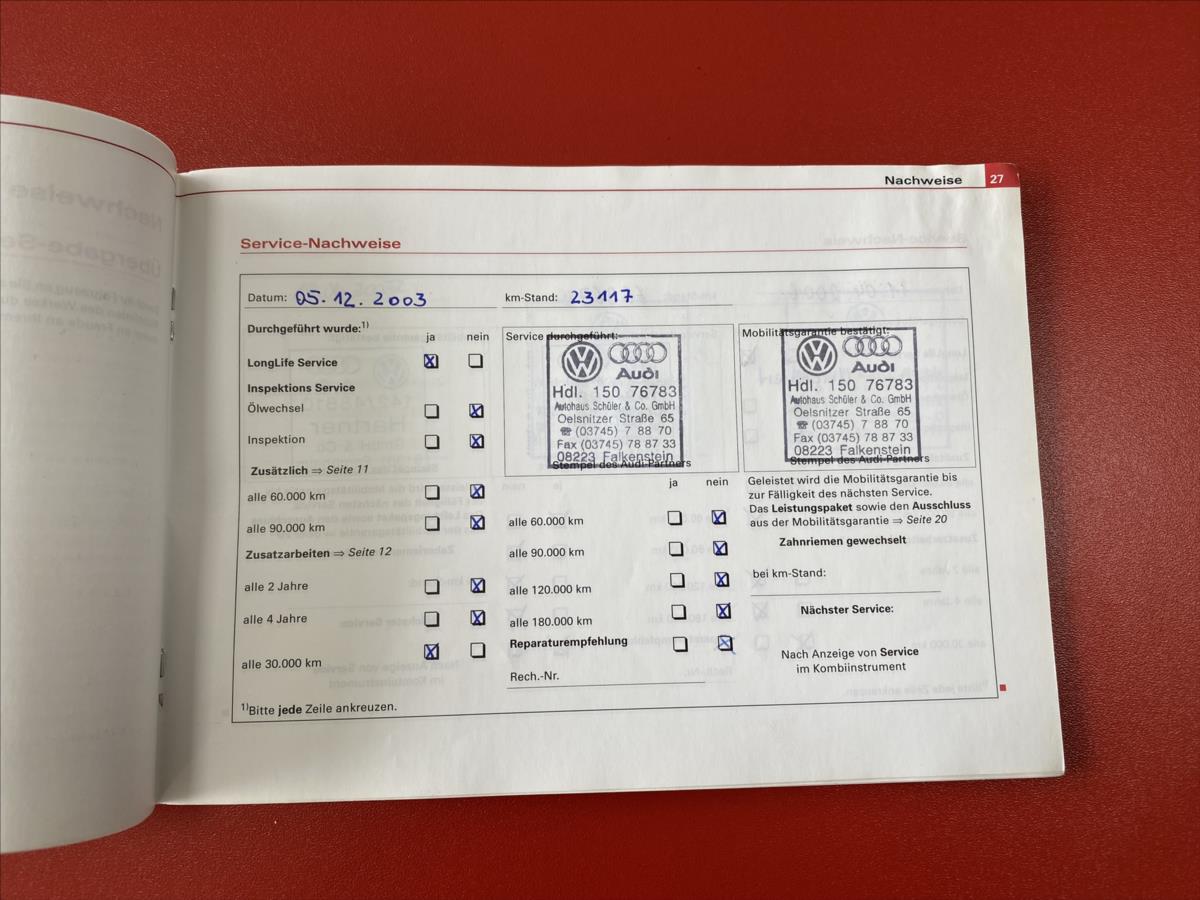 Nachweise 27
Service-Nachweise
Datum: 05.12.2003 km-Stand: 23117
Durchgeführt wurde:1)
ja nein
LongLife Service
Inspektions Service
Ölwechsel
Inspektion
Zusätzlich ⇒ Seite 11
alle 60.000 km
alle 90.000 km
Zusatzarbeiten ⇒ Seite 12
alle 2 Jahre
alle 4 Jahre
alle 30.000 km
1)Bitte jede Zeile ankreuzen.
Service durchgeführt:
Audi
Hdl. 150 76783
Autohaus Schüler & Co. GmbH
Oelsnitzer Straße 65
☎ (03745) 7 88 70
Fax (03745) 78 87 33
08223 Falkenstein
Stempel des Audi-Partners
ja nein
alle 60.000 km
alle 90.000 km
alle 120.000 km
alle 180.000 km
Reparaturempfehlung
Rech.-Nr.
Mobilitätsgarantie bestätigt:
Audi
Hdl. 150 76783
Autohaus Schüler & Co. GmbH
Oelsnitzer Straße 65
☎ (03745) 7 88 70
Fax (03745) 78 87 33
08223 Falkenstein
Stempel des Audi-Partners
Geleistet wird die Mobilitätsgarantie bis
zur Fälligkeit des nächsten Service.
Das Leistungspaket sowie den Ausschluss
aus der Mobilitätsgarantie ⇒ Seite 20
Zahnriemen gewechselt
bei km-Stand:
Nächster Service:
Nach Anzeige von Service
im Kombiinstrument